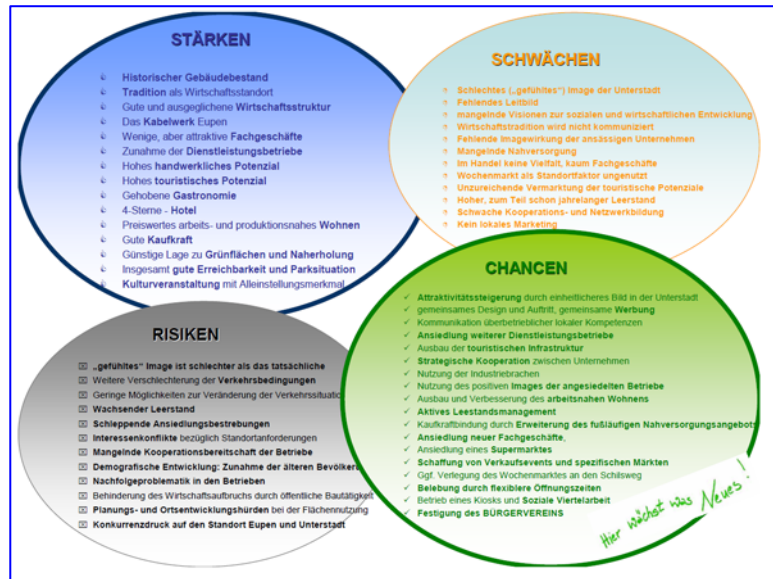 STÄRKEN
Historischer Gebäudebestand
Tradition als Wirtschaftsstandort
Gute und ausgeglichene Wirtschaftsstruktur
Das Kabelwerk Eupen
Wenige, aber attraktive Fachgeschäfte
Zunahme der Dienstleistungsbetriebe
Hohes handwerkliches Potenzial
Hohes touristisches Potenzial
Gehobene Gastronomie
4-Sterne - Hotel
Preiswertes arbeits- und produktionsnahes Wohnen
Gute Kaufkraft
Günstige Lage zu Grünflächen und Naherholung
Insgesamt gute Erreichbarkeit und Parksituation
Kulturveranstaltung mit Alleinstellungsmerkmal
SCHWÄCHEN
Schlechtes („gefühltes“) Image der Unterstadt
Fehlendes Leitbild
mangelnde Visionen zur sozialen und wirtschaftlichen Entwicklung
Wirtschaftstradition wird nicht kommuniziert
Fehlende Imagewirkung der ansässigen Unternehmen
Mangelnde Nahversorgung
Im Handel keine Vielfalt, kaum Fachgeschäfte
Wochenmarkt als Standortfaktor ungenutzt
Unzureichende Vermarktung der touristische Potenziale
Hoher, zum Teil schon jahrelanger Leerstand
Schwache Kooperations- und Netzwerkbildung
Kein lokales Marketing
RISIKEN
„gefühltes“ Image ist schlechter als das tatsächliche
Weitere Verschlechterung der Verkehrsbedingungen
Geringe Möglichkeiten zur Veränderung der Verkehrssituation
Wachsender Leerstand
Schleppende Ansiedlungsbestrebungen
Interessenkonflikte bezüglich Standortanforderungen
Mangelnde Kooperationsbereitschaft der Betriebe
Demografische Entwicklung: Zunahme der älteren Bevölker
Nachfolgeproblematik in den Betrieben
Behinderung des Wirtschaftsaufbruchs durch öffentliche Bautätigkeit
Planungs- und Ortsentwicklungshürden bei der Flächennutzung
Konkurrenzdruck auf den Standort Eupen und Unterstadt
CHANCEN
Attraktivitätssteigerung durch einheitlicheres Bild in der Unterstadt
gemeinsames Design und Auftritt, gemeinsame Werbung
Kommunikation überbetrieblicher lokaler Kompetenzen
Ansiedlung weiterer Dienstleistungsbetriebe
Ausbau der touristischen Infrastruktur
Strategische Kooperation zwischen Unternehmen
Nutzung der Industriebrachen
Nutzung des positiven Images der angesiedelten Betriebe
Ausbau und Verbesserung des arbeitsnahen Wohnens
Aktives Leestandsmanagement
Kaufkraftbindung durch Erweiterung des fußläufigen Nahversorgungsangebots
Ansiedlung neuer Fachgeschäfte,
Ansiedlung eines Supermarktes
Schaffung von Verkaufsevents und spezifischen Märkten
Ggf. Verlegung des Wochenmarktes an den Schilsweg
Belebung durch flexiblere Öffnungszeiten
Betrieb eines Kiosks und Soziale Viertelarbeit
Festigung des BÜRGERVEREINS
Hier wächst was Neues!